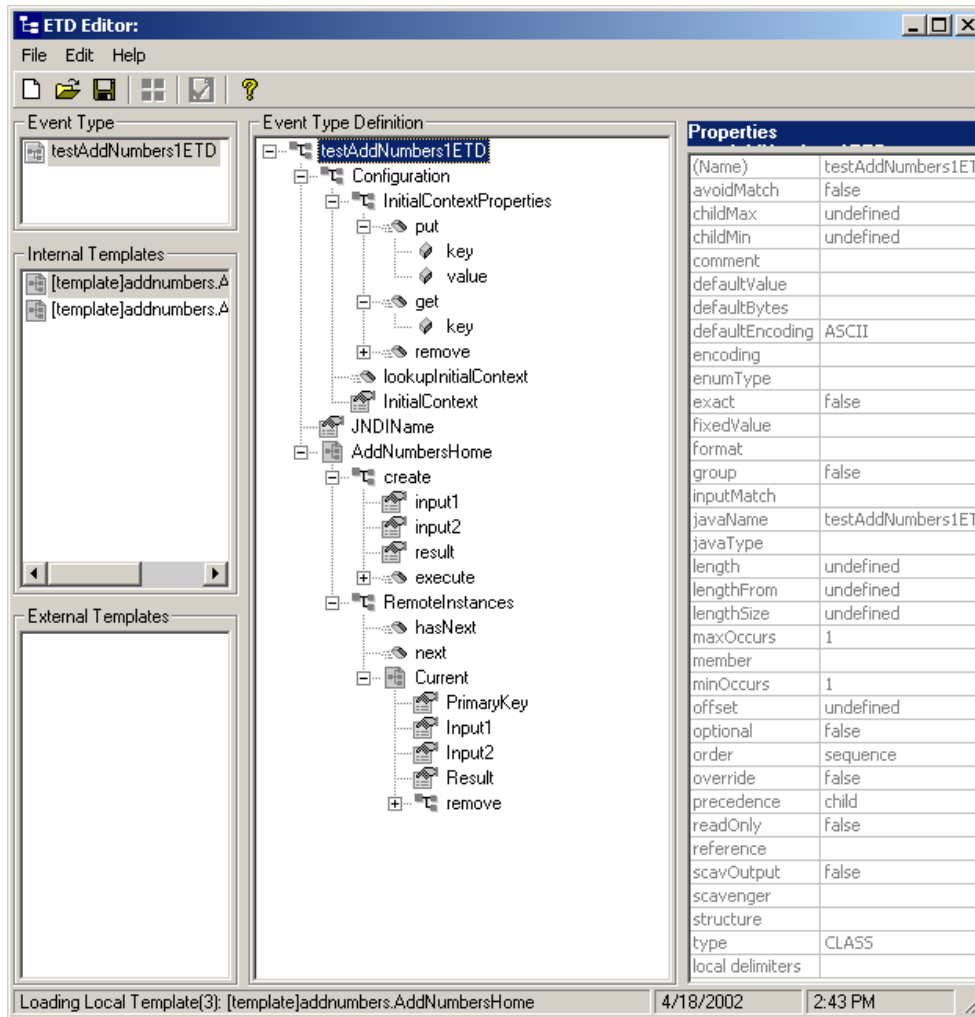 ETD Editor:
File Edit Help
Event Type
testAddNumbers1ETD
Internal Templates
[template]addnumbers.A
[template]addnumbers.A
External Templates
Event Type Definition
testAddNumbers1ETD
Configuration
InitialContextProperties
put
key
value
get
key
remove
lookupInitialContext
InitialContext
JNDIName
AddNumbersHome
create
input1
input2
result
execute
RemoteInstances
hasNext
next
Current
PrimaryKey
Input1
Input2
Result
remove
Properties
(Name) testAddNumbers1ET
avoidMatch false
childMax undefined
childMin undefined
comment
defaultValue
defaultBytes
defaultEncoding ASCII
encoding
enumType
exact false
fixedValue
format
group false
inputMatch
javaName testAddNumbers1ET
javaType
length undefined
lengthFrom undefined
lengthSize undefined
maxOccurs 1
member
minOccurs 1
offset undefined
optional false
order sequence
override false
precedence child
readOnly false
reference
scavOutput false
scavenger
structure
type CLASS
local delimiters
Loading Local Template(3): [template]addnumbers.AddNumbersHome 4/18/2002 2:43 PM